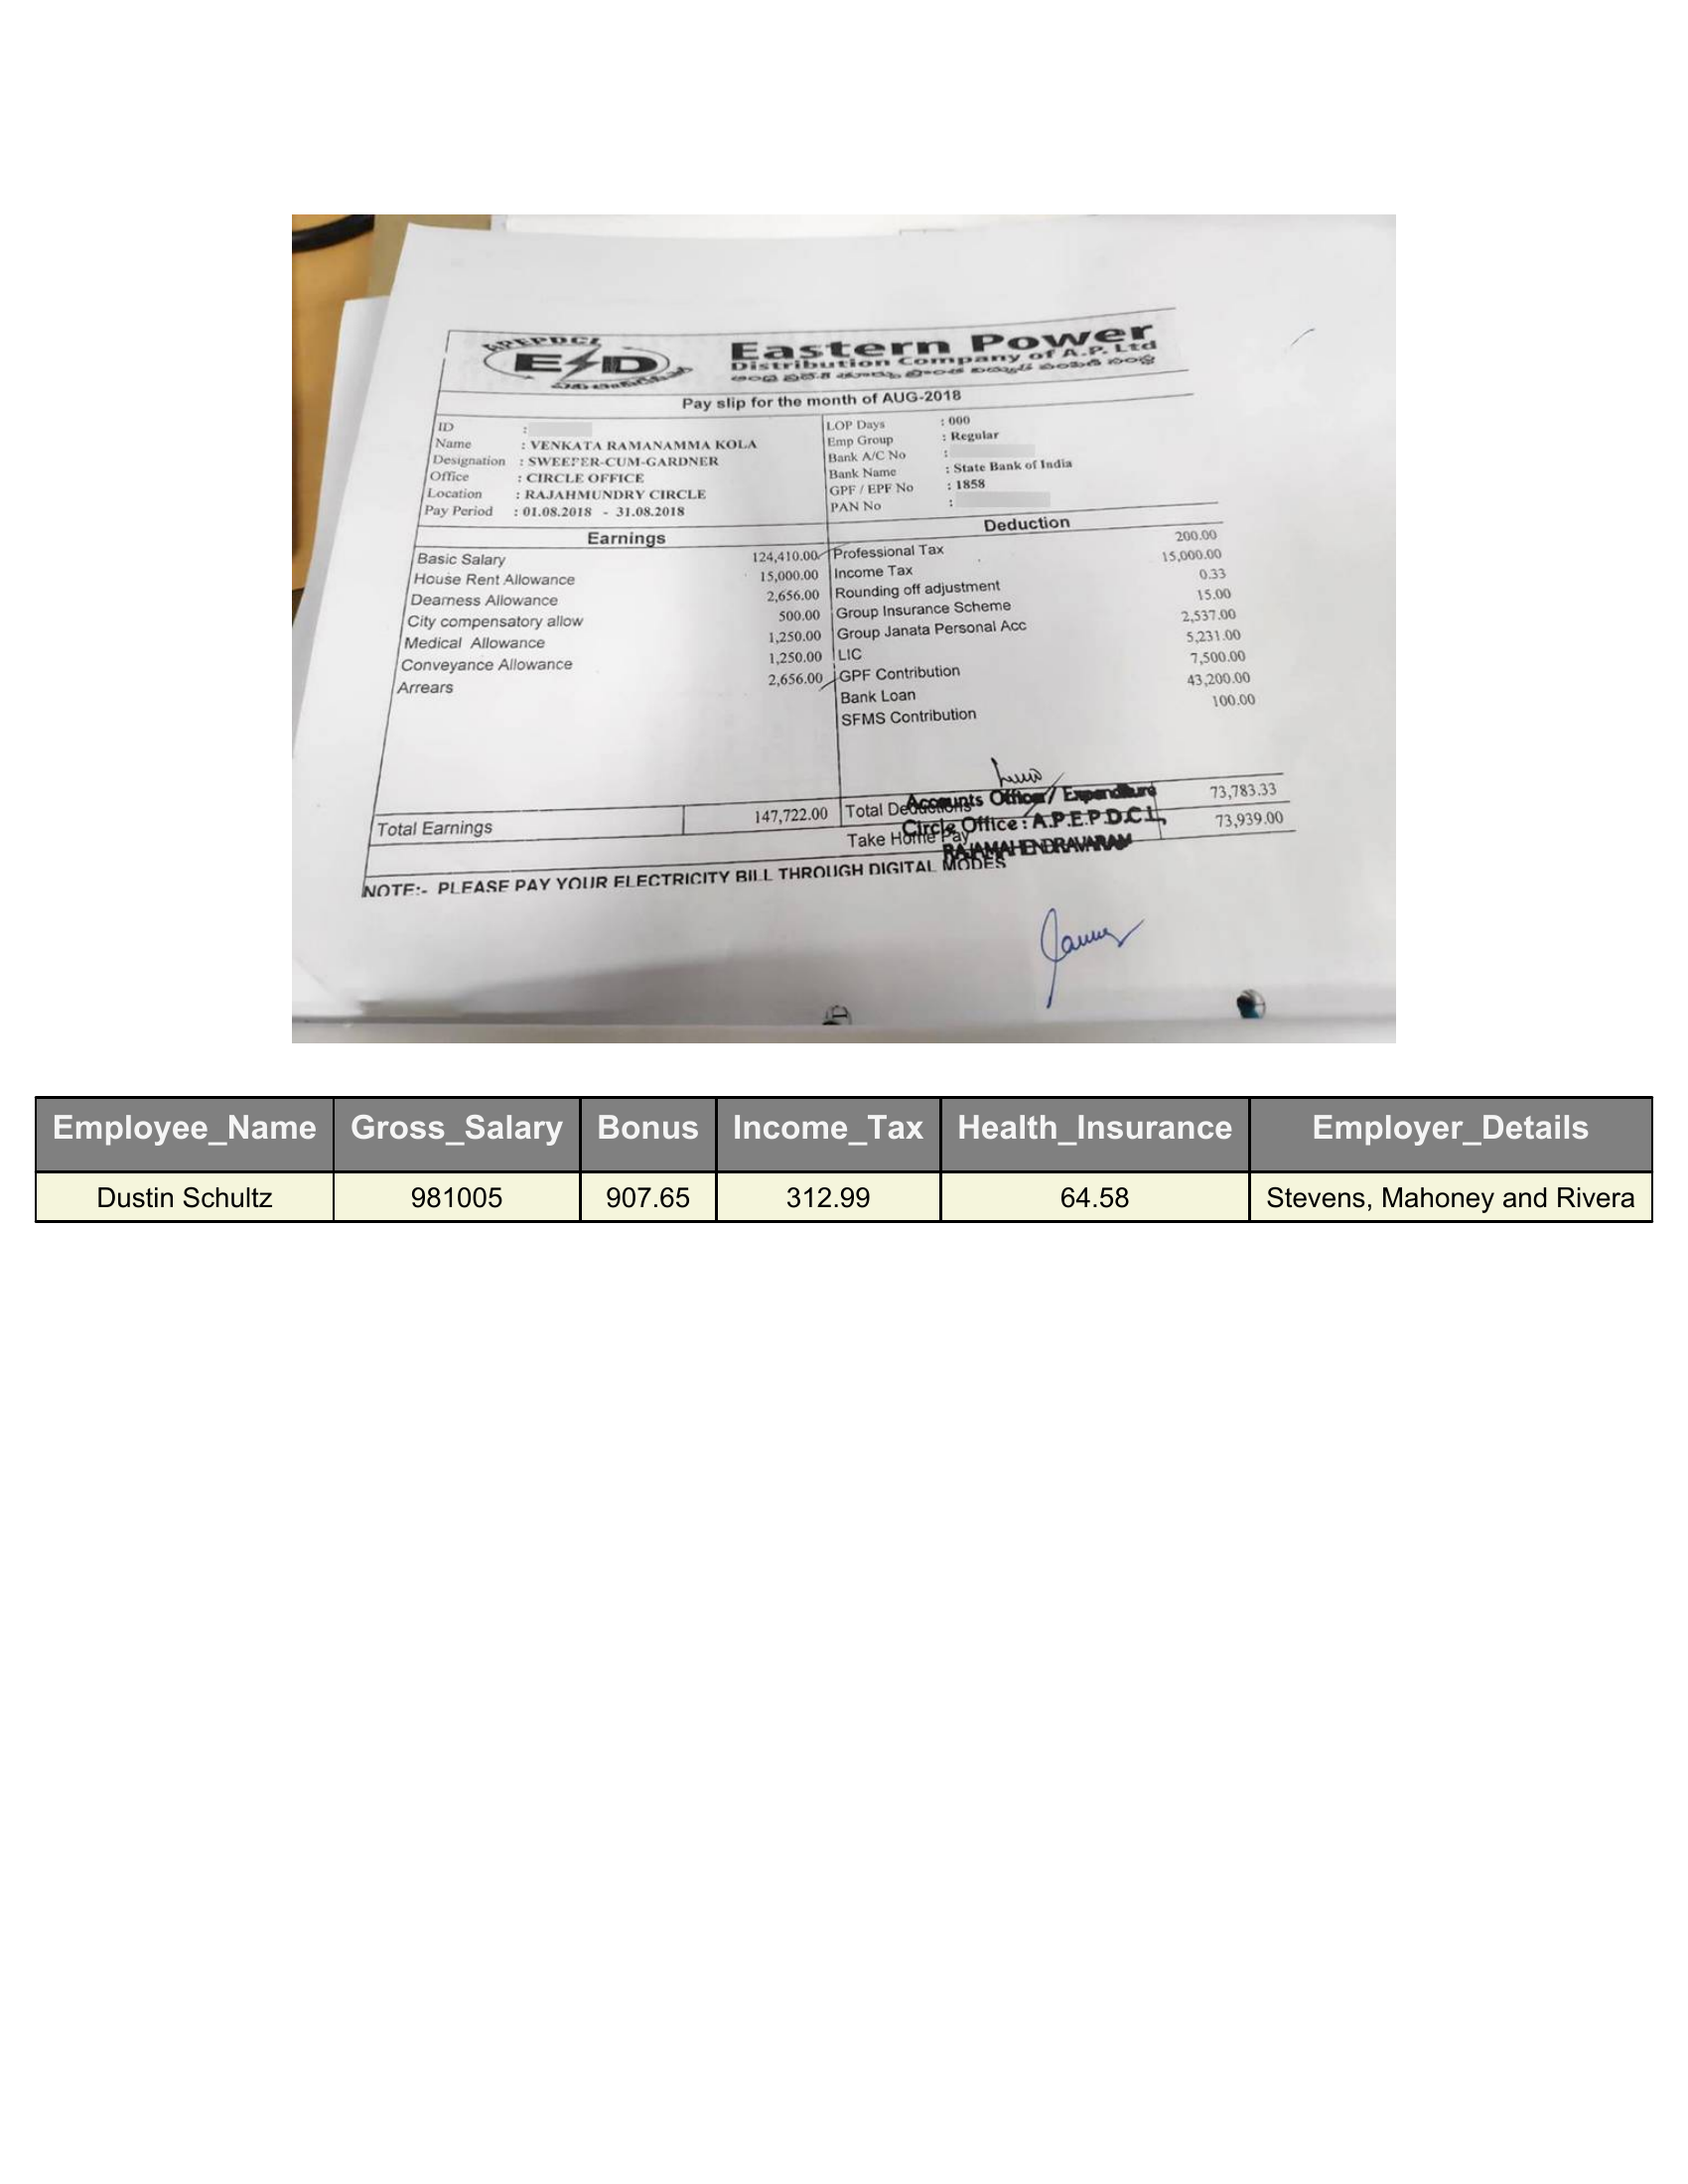 APEPDCL
Eastern Power
ESD
Distribution Company of A.P. Ltd
Pay slip for the month of AUG-2018
ID :
Name : VENKATA RAMANAMMA KOLA
Designation : SWEEPER-CUM-GARDNER
Office : CIRCLE OFFICE
Location : RAJAHMUNDRY CIRCLE
Pay Period : 01.08.2018 - 31.08.2018
LOP Days : 000
Emp Group : Regular
Bank A/C No :
Bank Name : State Bank of India
GPF / EPF No : 1858
PAN No :
Earnings
Deduction
Basic Salary 124,410.00
House Rent Allowance 15,000.00
Dearness Allowance 2,656.00
City compensatory allow 500.00
Medical Allowance 1,250.00
Conveyance Allowance 1,250.00
Arrears 2,656.00
Professional Tax 200.00
Income Tax 15,000.00
Rounding off adjustment 0.33
Group Insurance Scheme 15.00
Group Janata Personal Acc 2,537.00
LIC 5,231.00
GPF Contribution 7,500.00
Bank Loan 43,200.00
SFMS Contribution 100.00
Total Earnings 147,722.00
Total Deductions 73,783.33
Take Home Pay 73,939.00
Accounts Officer / Expenditure
Circle Office : A.P.E.P.D.C.L,
RAJAMAHENDRAVARAM
NOTE:- PLEASE PAY YOUR ELECTRICITY BILL THROUGH DIGITAL MODES
Employee_Name Gross_Salary Bonus Income_Tax Health_Insurance Employer_Details
Dustin Schultz 981005 907.65 312.99 64.58 Stevens, Mahoney and Rivera